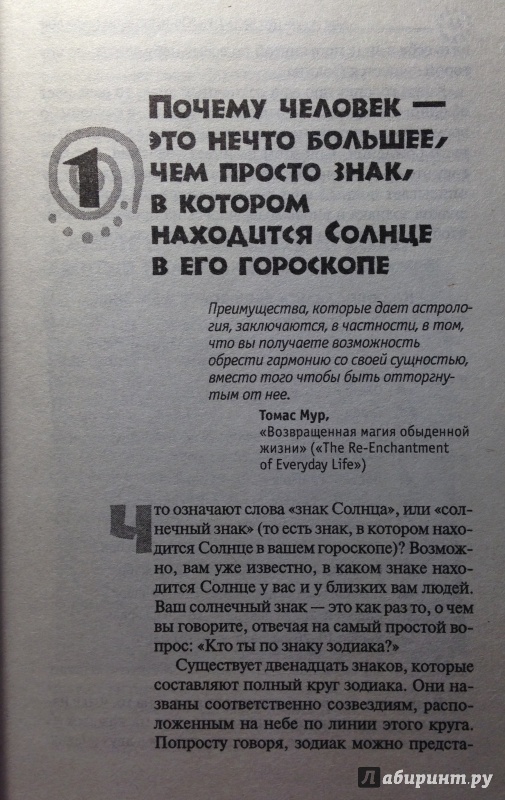 1
ПОЧЕМУ ЧЕЛОВЕК —
ЭТО НЕЧТО БОЛЬШЕЕ,
ЧЕМ ПРОСТО ЗНАК,
В КОТОРОМ
НАХОДИТСЯ СОЛНЦЕ
В ЕГО ГОРОСКОПЕ
Преимущества, которые дает астроло-
гия, заключаются, в частности, в том,
что вы получаете возможность
обрести гармонию со своей сущностью,
вместо того чтобы быть отторгну-
тым от нее.
Томас Мур,
«Возвращенная магия обыденной
жизни» («The Re-Enchantment
of Everyday Life»)
Что означают слова «знак Солнца», или «сол-
нечный знак» (то есть знак, в котором нахо-
дится Солнце в вашем гороскопе)? Возмож-
но, вам уже известно, в каком знаке нахо-
дится Солнце у вас и у близких вам людей.
Ваш солнечный знак — это как раз то, о чем
вы говорите, отвечая на самый простой во-
прос: «Кто ты по знаку зодиака?»
Существует двенадцать знаков, которые
составляют полный круг зодиака. Они на-
званы соответственно созвездиям, распо-
ложенным на небе по линии этого круга.
Попросту говоря, зодиак можно предста-
Лабиринт.ру